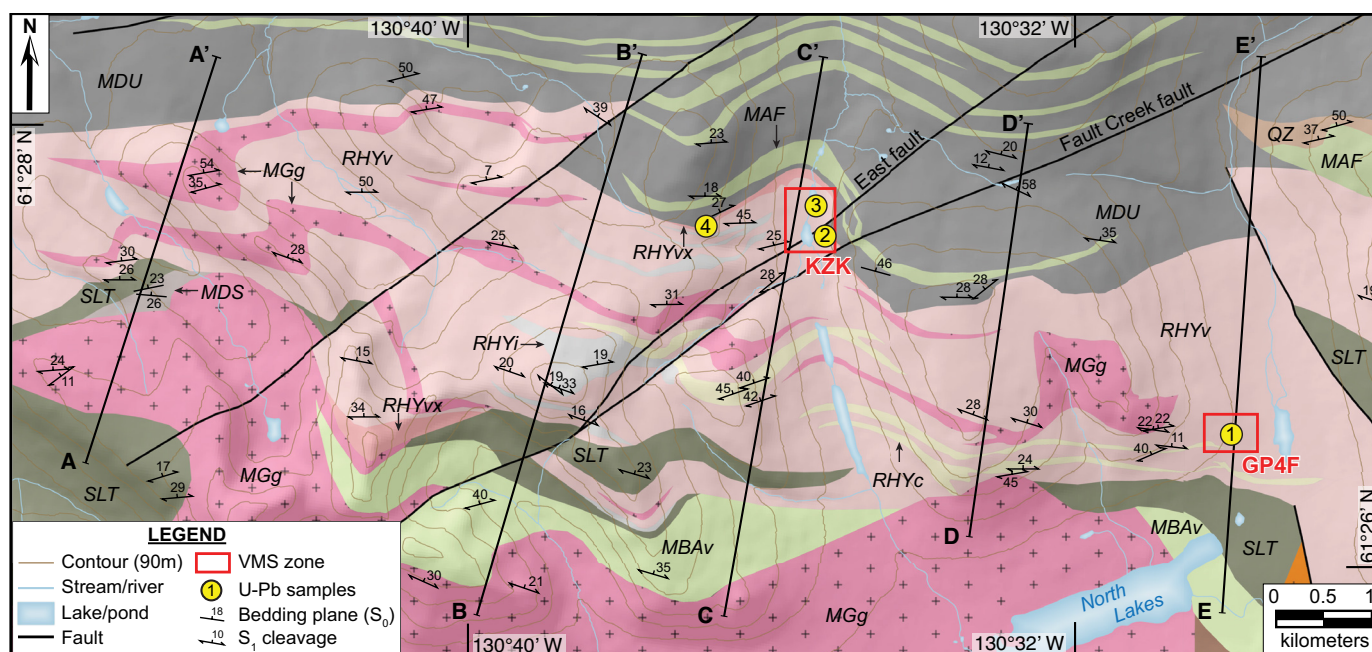 N
130°40' W
130°32' W
A'
B'
C'
E'
MDU
50
47
39
MAF
23
D'
East fault
Fault Creek fault
QZ
50
37
MAF
61°28' N
54
35
MGg
RHYv
50
7
20
12
58
18
27
4
45
3
2
25
KZK
RHYvx
MDU
35
46
28
28
30
26
23
26
SLT
MDS
28
25
28
31
RHYv
19
SLT
24
11
15
RHYi
20
19
19
33
16
MGg
40
45
42
34
RHYvx
28
30
22
22
11
40
1
GP4F
A
17
29
SLT
MGg
SLT
23
RHYc
24
45
40
MBAv
35
D
MBAv
SLT
61°26' N
30
21
B
C
MGg
North
Lakes
E
130°40' W
130°32' W
LEGEND
Contour (90m)
VMS zone
Stream/river
1 U-Pb samples
Lake/pond
18 Bedding plane (S0)
Fault
10 S1 cleavage
0 0.5 1
kilometers